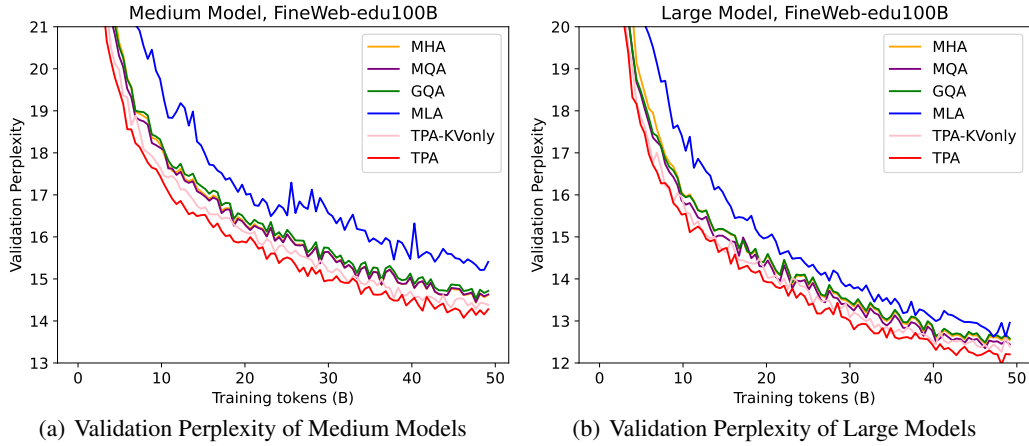 Medium Model, FineWeb-edu100B
21
20
19
18
17
16
15
14
13
Validation Perplexity
0 10 20 30 40 50
Training tokens (B)
MHA
MQA
GQA
MLA
TPA-KVonly
TPA
(a) Validation Perplexity of Medium Models
Large Model, FineWeb-edu100B
21
20
19
18
17
16
15
14
13
12
Validation Perplexity
0 10 20 30 40 50
Training tokens (B)
MHA
MQA
GQA
MLA
TPA-KVonly
TPA
(b) Validation Perplexity of Large Models